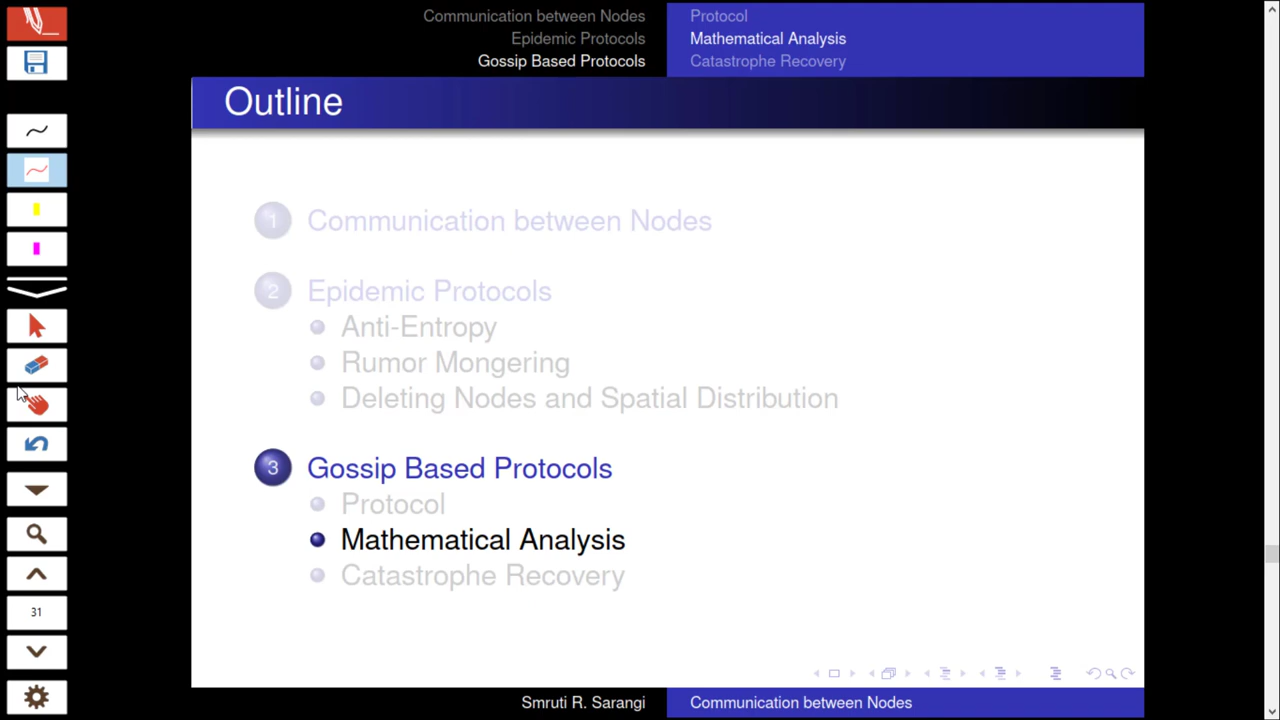 Communication between Nodes
Epidemic Protocols
Gossip Based Protocols
Protocol
Mathematical Analysis
Catastrophe Recovery
Outline
1 Communication between Nodes
2 Epidemic Protocols
Anti-Entropy
Rumor Mongering
Deleting Nodes and Spatial Distribution
3 Gossip Based Protocols
Protocol
Mathematical Analysis
Catastrophe Recovery
31
Smruti R. Sarangi
Communication between Nodes